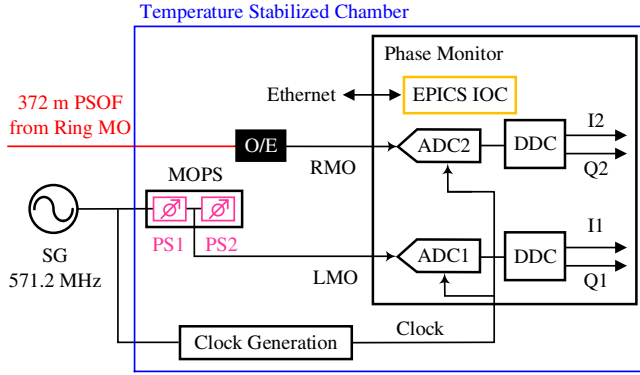 Temperature Stabilized Chamber
Phase Monitor
Ethernet
EPICS IOC
372 m PSOF
from Ring MO
O/E
RMO
ADC2
DDC
I2
Q2
MOPS
PS1
PS2
SG
571.2 MHz
LMO
ADC1
DDC
I1
Q1
Clock Generation
Clock